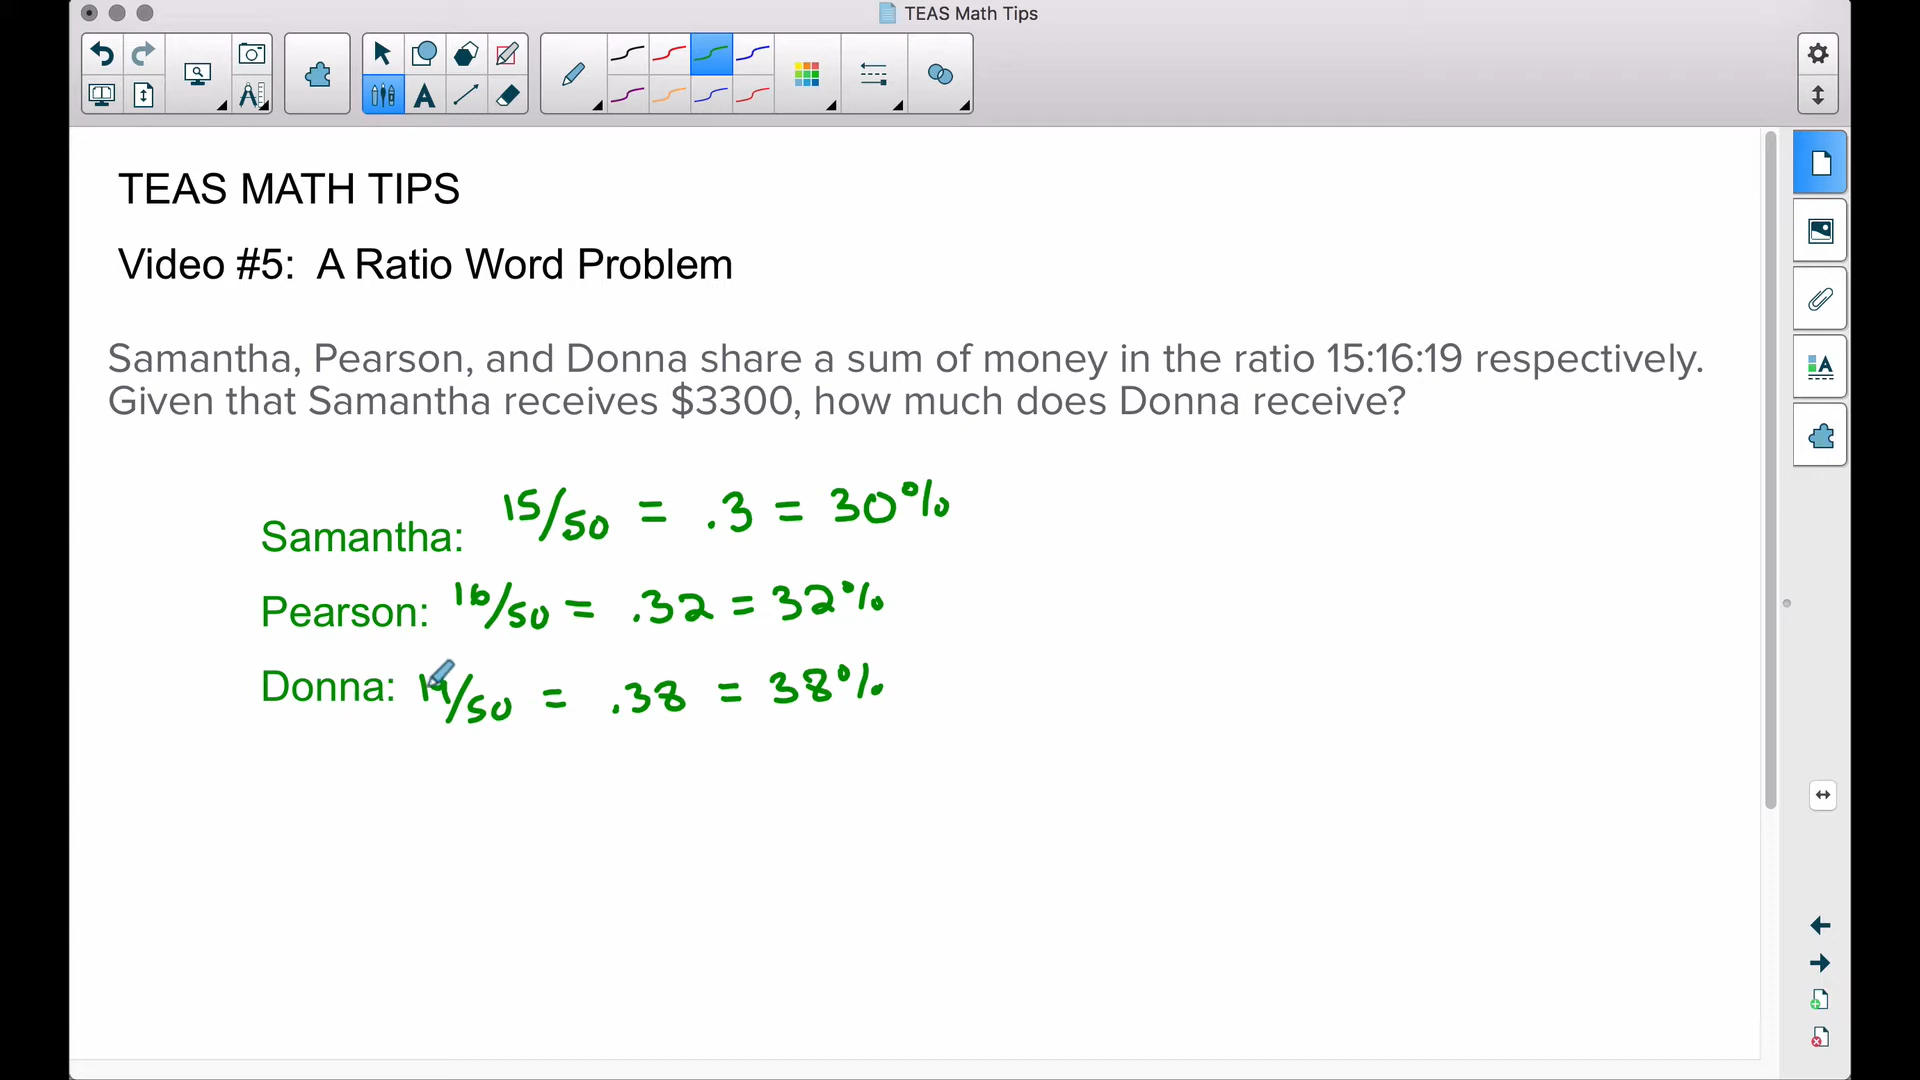 TEAS Math Tips
TEAS MATH TIPS
Video #5: A Ratio Word Problem
Samantha, Pearson, and Donna share a sum of money in the ratio 15:16:19 respectively.
Given that Samantha receives $3300, how much does Donna receive?
Samantha: 15/50 = .3 = 30%
Pearson: 16/50 = .32 = 32%
Donna: 19/50 = .38 = 38%